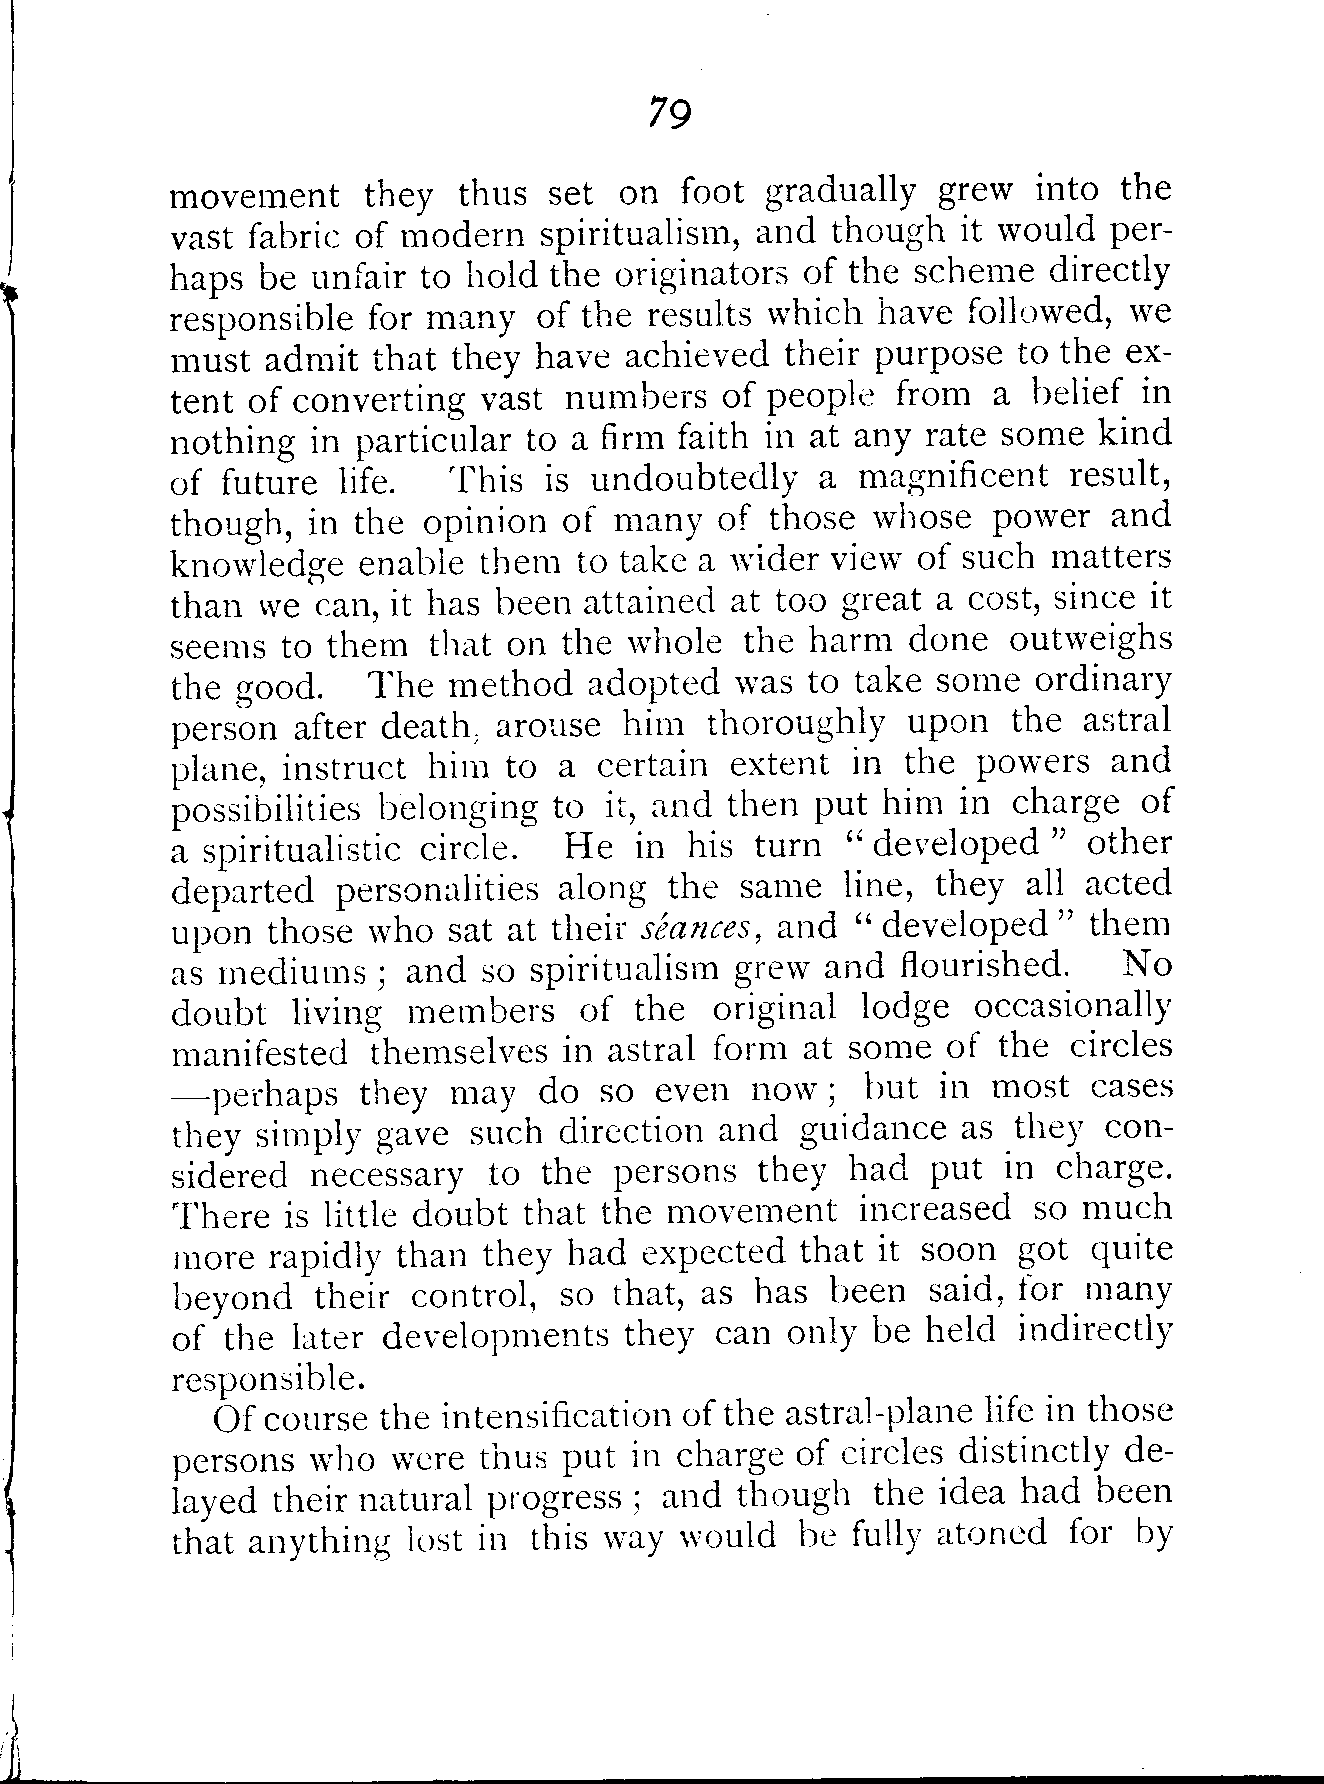 79
movement they thus set on foot gradually grew into the
vast fabric of modern spiritualism, and though it would per-
haps be unfair to hold the originators of the scheme directly
responsible for many of the results which have followed, we
must admit that they have achieved their purpose to the ex-
tent of converting vast numbers of people from a belief in
nothing in particular to a firm faith in at any rate some kind
of future life. This is undoubtedly a magnificent result,
though, in the opinion of many of those whose power and
knowledge enable them to take a wider view of such matters
than we can, it has been attained at too great a cost, since it
seems to them that on the whole the harm done outweighs
the good. The method adopted was to take some ordinary
person after death, arouse him thoroughly upon the astral
plane, instruct him to a certain extent in the powers and
possibilities belonging to it, and then put him in charge of
a spiritualistic circle. He in his turn “ developed ” other
departed personalities along the same line, they all acted
upon those who sat at their séances, and “ developed ” them
as mediums ; and so spiritualism grew and flourished. No
doubt living members of the original lodge occasionally
manifested themselves in astral form at some of the circles
—perhaps they may do so even now ; but in most cases
they simply gave such direction and guidance as they con-
sidered necessary to the persons they had put in charge.
There is little doubt that the movement increased so much
more rapidly than they had expected that it soon got quite
beyond their control, so that, as has been said, for many
of the later developments they can only be held indirectly
responsible.
Of course the intensification of the astral-plane life in those
persons who were thus put in charge of circles distinctly de-
layed their natural progress ; and though the idea had been
that anything lost in this way would be fully atoned for by